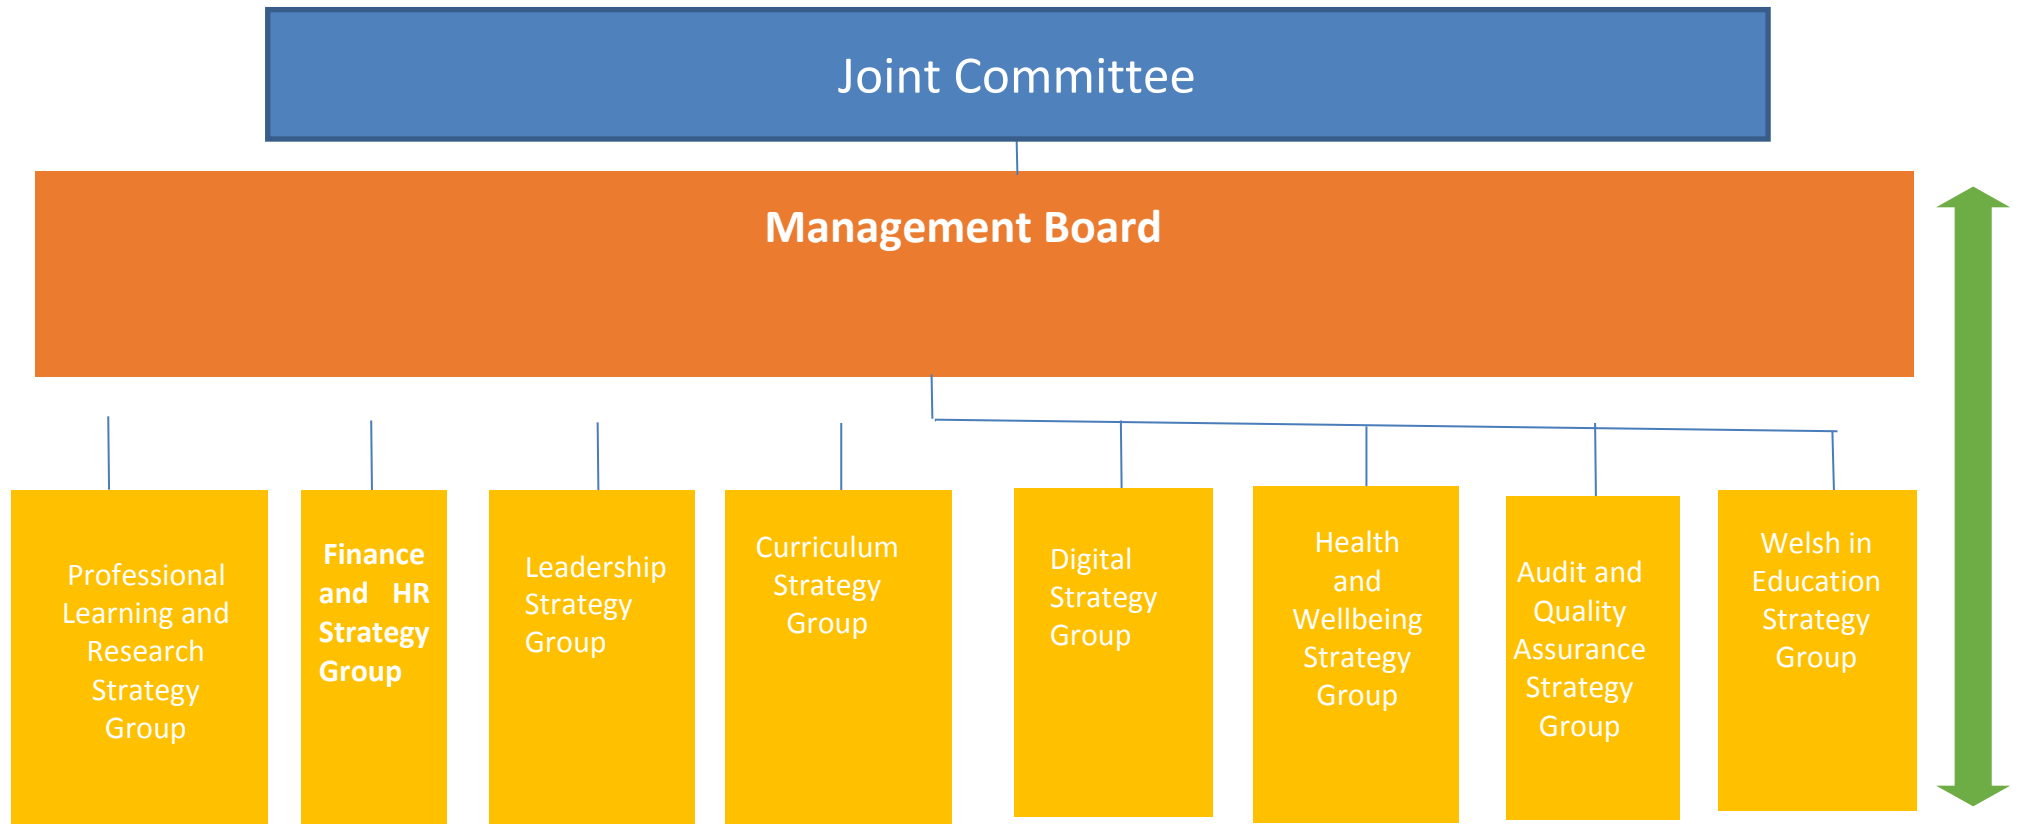 Joint Committee
Management Board
Professional
Learning and
Research
Strategy
Group
Finance
and HR
Strategy
Group
Leadership
Strategy
Group
Curriculum
Strategy
Group
Digital
Strategy
Group
Health
and
Wellbeing
Strategy
Group
Audit and
Quality
Assurance
Strategy
Group
Welsh in
Education
Strategy
Group